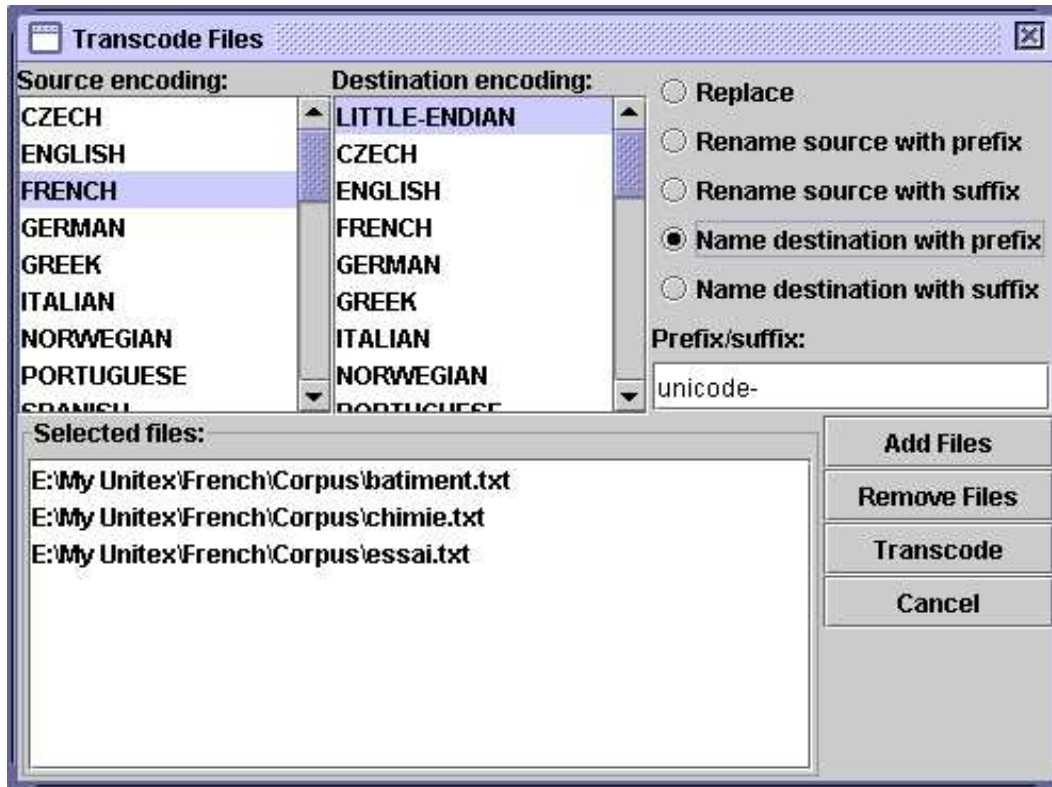 Transcode Files
Source encoding:
CZECH
ENGLISH
FRENCH
GERMAN
GREEK
ITALIAN
NORWEGIAN
PORTUGUESE
SPANISH
Destination encoding:
LITTLE-ENDIAN
CZECH
ENGLISH
FRENCH
GERMAN
GREEK
ITALIAN
NORWEGIAN
PORTUGUESE
Replace
Rename source with prefix
Rename source with suffix
Name destination with prefix
Name destination with suffix
Prefix/suffix:
unicode-
Selected files:
E:\My Unitex\French\Corpus\batiment.txt
E:\My Unitex\French\Corpus\chimie.txt
E:\My Unitex\French\Corpus\essai.txt
Add Files
Remove Files
Transcode
Cancel